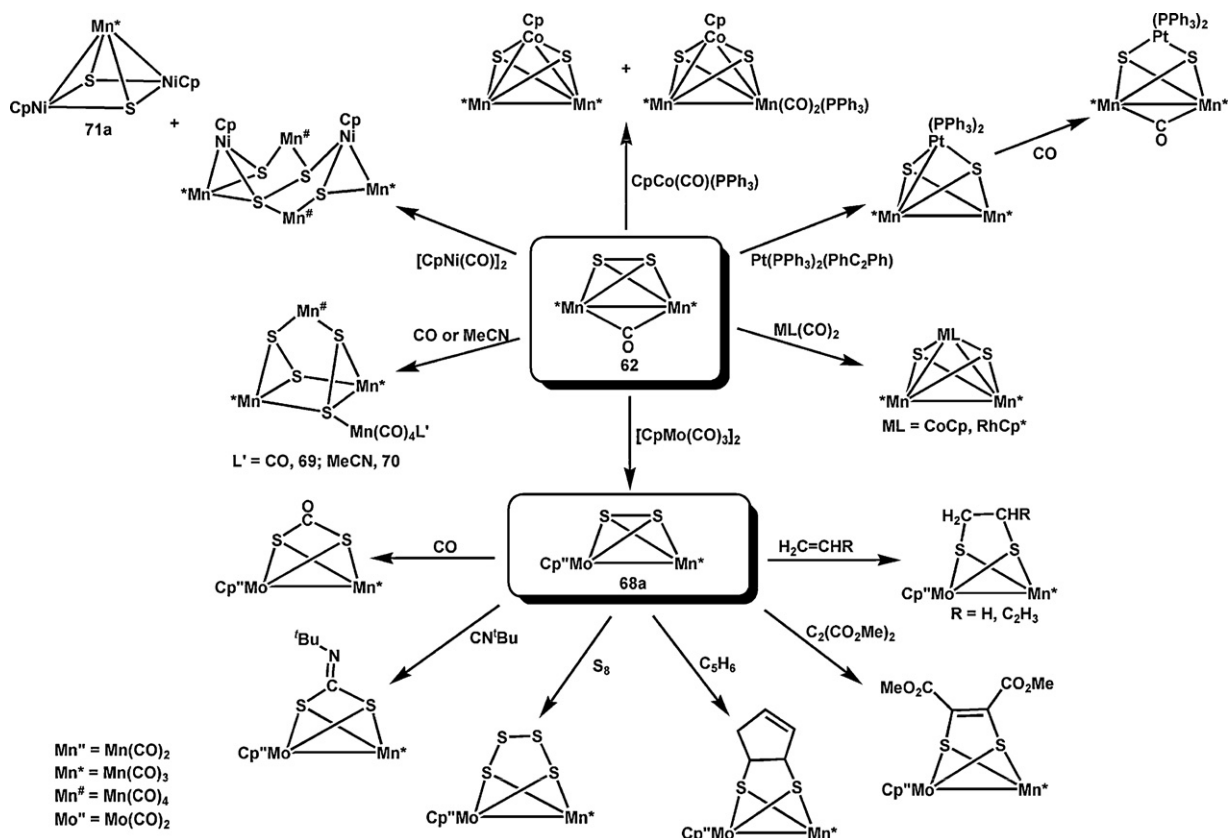 Mn*
S
S
NiCp
CpNi
71a
+
Cp
Ni
Mn#
Cp
Ni
S
S
*Mn
S
S
Mn*
Mn#
[CpNi(CO)]2
Cp
Co
S
S
*Mn
Mn*
+
Cp
Co
S
S
*Mn
Mn(CO)2(PPh3)
CpCo(CO)(PPh3)
(PPh3)2
Pt
S
S
*Mn
Mn*
Pt(PPh3)2(PhC2Ph)
CO
(PPh3)2
Pt
S
S
*Mn
Mn*
C
O
S
S
*Mn
Mn*
C
O
62
CO or MeCN
Mn#
S
S
S
*Mn
Mn*
S
Mn(CO)4L'
L' = CO, 69; MeCN, 70
ML(CO)2
ML
S
S
*Mn
Mn*
ML = CoCp, RhCp*
[CpMo(CO)3]2
S
S
Cp"Mo
Mn*
68a
CO
O
C
S
S
Cp"Mo
Mn*
H2C=CHR
H2C
CHR
S
S
Cp"Mo
Mn*
R = H, C2H3
CNtBu
tBu
N
C
S
S
Cp"Mo
Mn*
S8
S
S
S
S
Cp"Mo
Mn*
C5H6
S
S
Cp"Mo
Mn*
C2(CO2Me)2
MeO2C
CO2Me
S
S
Cp"Mo
Mn*
Mn" = Mn(CO)2
Mn* = Mn(CO)3
Mn# = Mn(CO)4
Mo" = Mo(CO)2